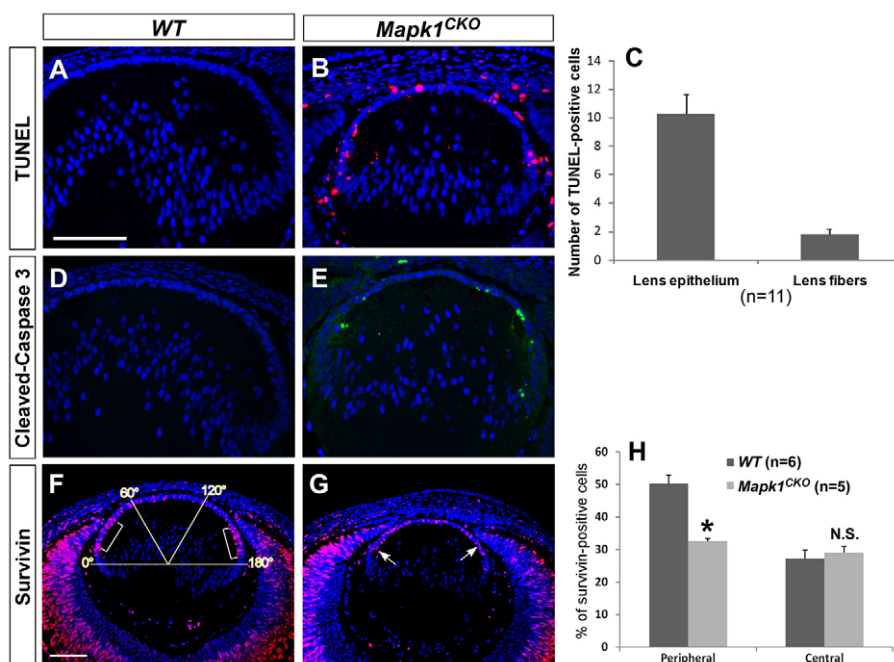 WT
Mapk1CKO
TUNEL
A
B
C
Number of TUNEL-positive cells
14
12
10
8
6
4
2
0
Lens epithelium
Lens fibers
(n=11)
Cleaved-Caspase 3
D
E
Survivin
F
60°
120°
0°
180°
G
H
% of survivin-positive cells
60
50
40
30
20
10
0
WT (n=6)
Mapk1CKO (n=5)
*
N.S.
Peripheral
Central